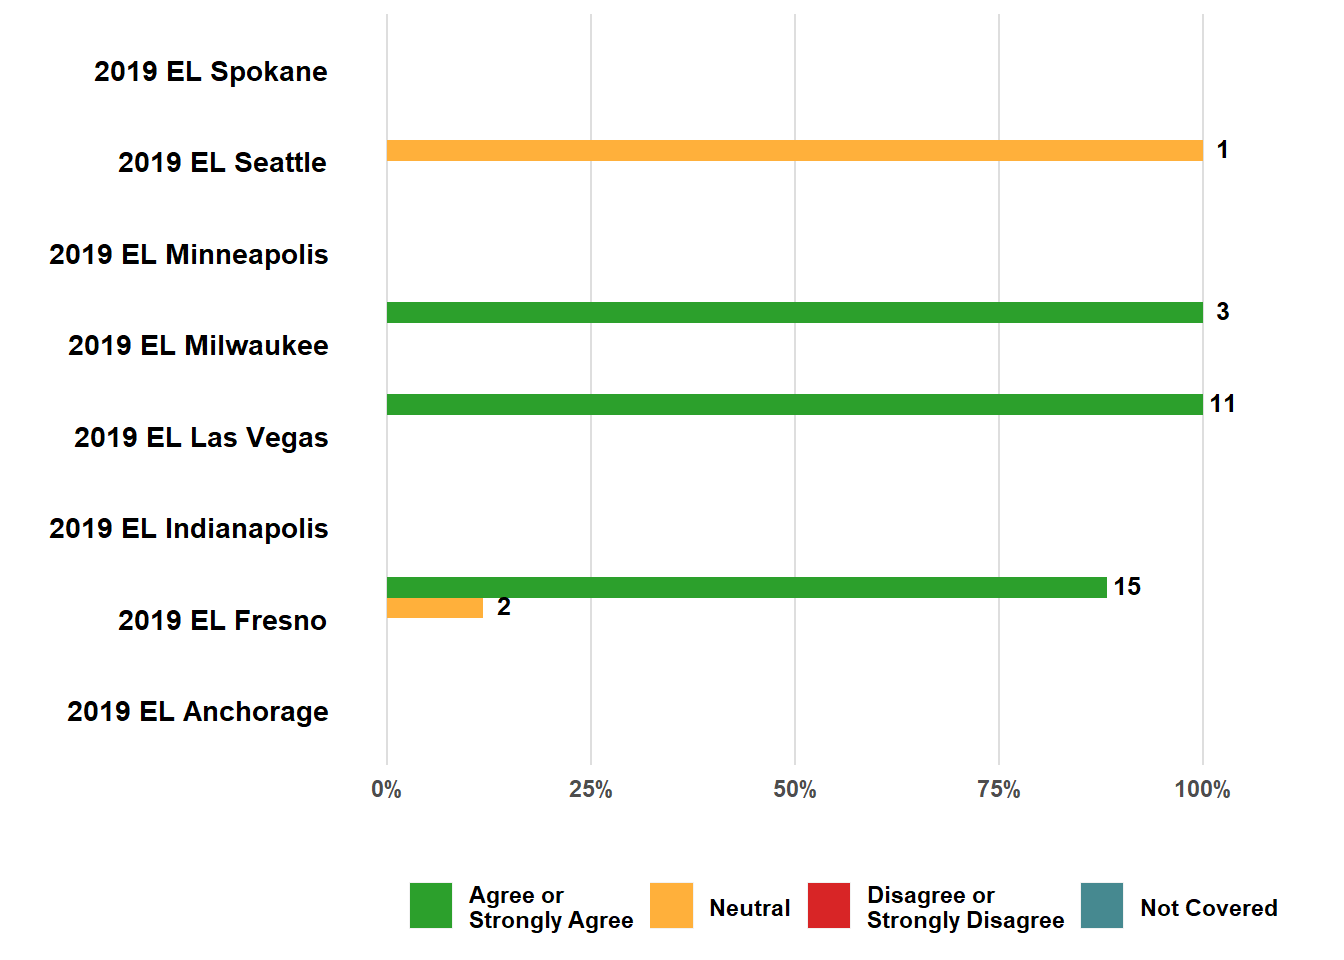 2019 EL Spokane
2019 EL Seattle
1
2019 EL Minneapolis
3
2019 EL Milwaukee
11
2019 EL Las Vegas
2019 EL Indianapolis
15
2
2019 EL Fresno
2019 EL Anchorage
0% 25% 50% 75% 100%
Agree or
Strongly Agree
Neutral
Disagree or
Strongly Disagree
Not Covered